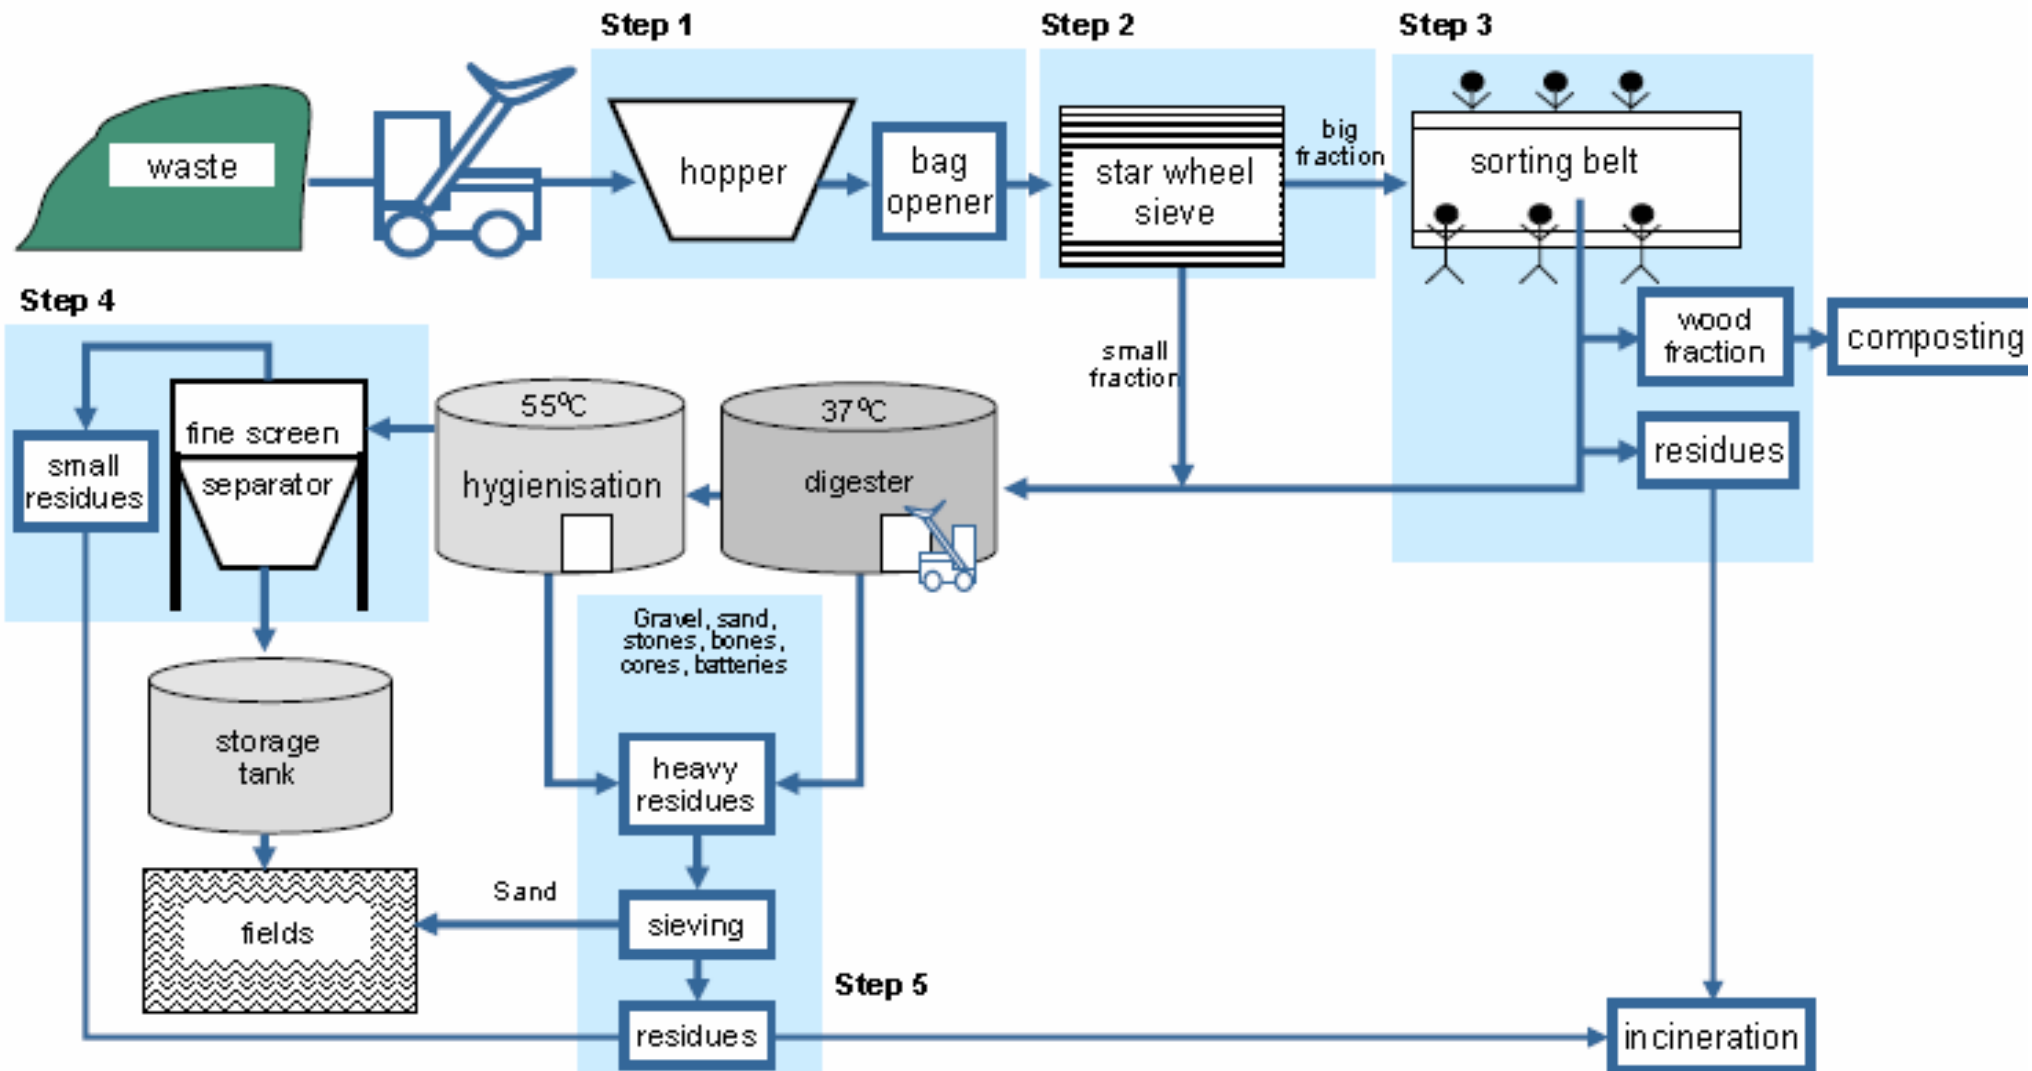 Step 1
Step 2
Step 3
waste
hopper
bag
opener
star wheel
sieve
big
fraction
sorting belt
wood
fraction
composting
residues
small
fraction
Step 4
37ºC
digester
55ºC
hygienisation
fine screen
separator
small
residues
storage
tank
fields
Gravel, sand,
stones, bones,
cores, batteries
heavy
residues
sieving
Sand
residues
Step 5
incineration